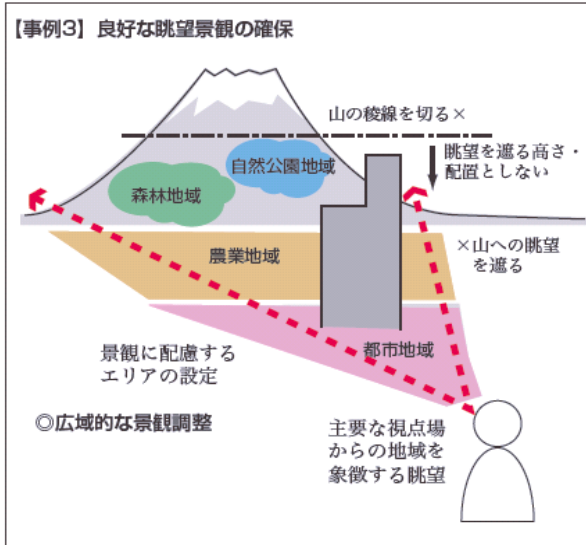 【事例3】良好な眺望景観の確保
山の稜線を切る×
眺望を遮る高さ・
配置としない
自然公園地域
森林地域
農業地域
×山への眺望
を遮る
都市地域
景観に配慮する
エリアの設定
◎広域的な景観調整
主要な視点場
からの地域を
象徴する眺望